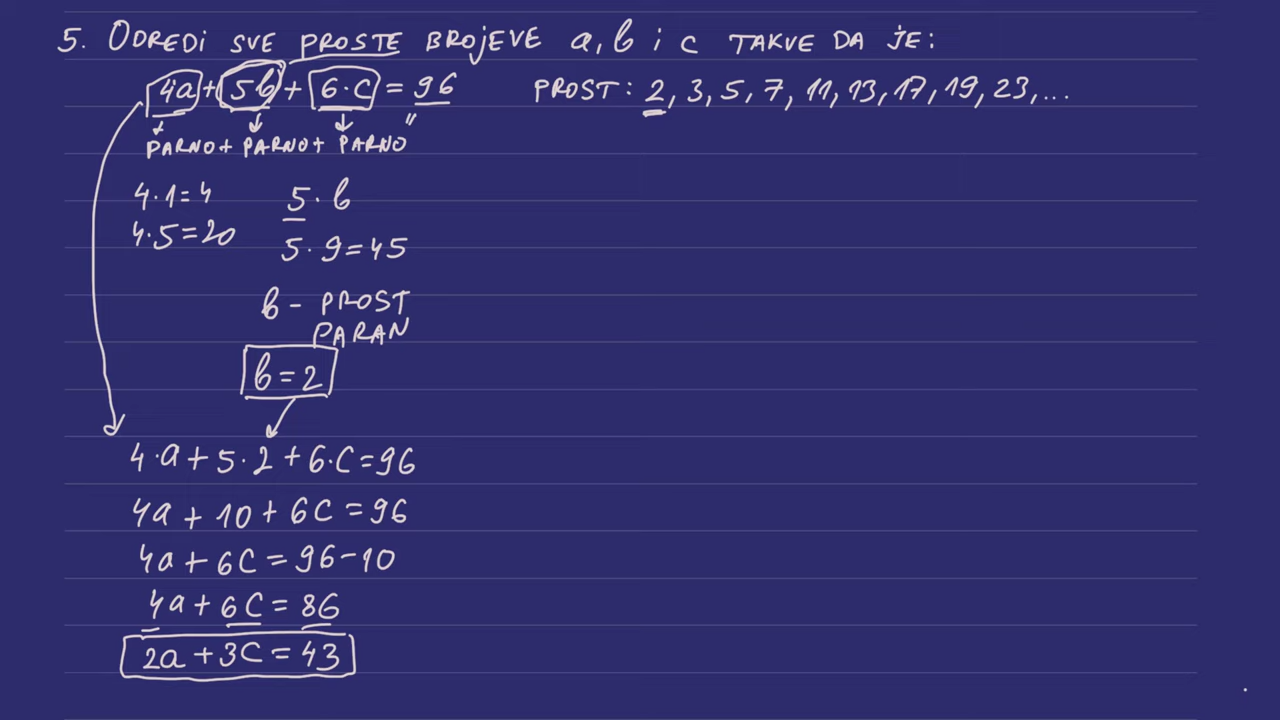 5. ODREDI SVE PROSTE BROJEVE a, b i c TAKVE DA JE:
4a + 5b + 6·c = 96
PROST: 2, 3, 5, 7, 11, 13, 17, 19, 23, ...
PARNO + PARNO + PARNO
4·1=4
4·5=20
5·b
5·9=45
b - PROST
PARAN
b=2
4·a+5·2+6·c=96
4a+10+6c=96
4a+6c=96-10
4a+6c=86
2a+3c=43